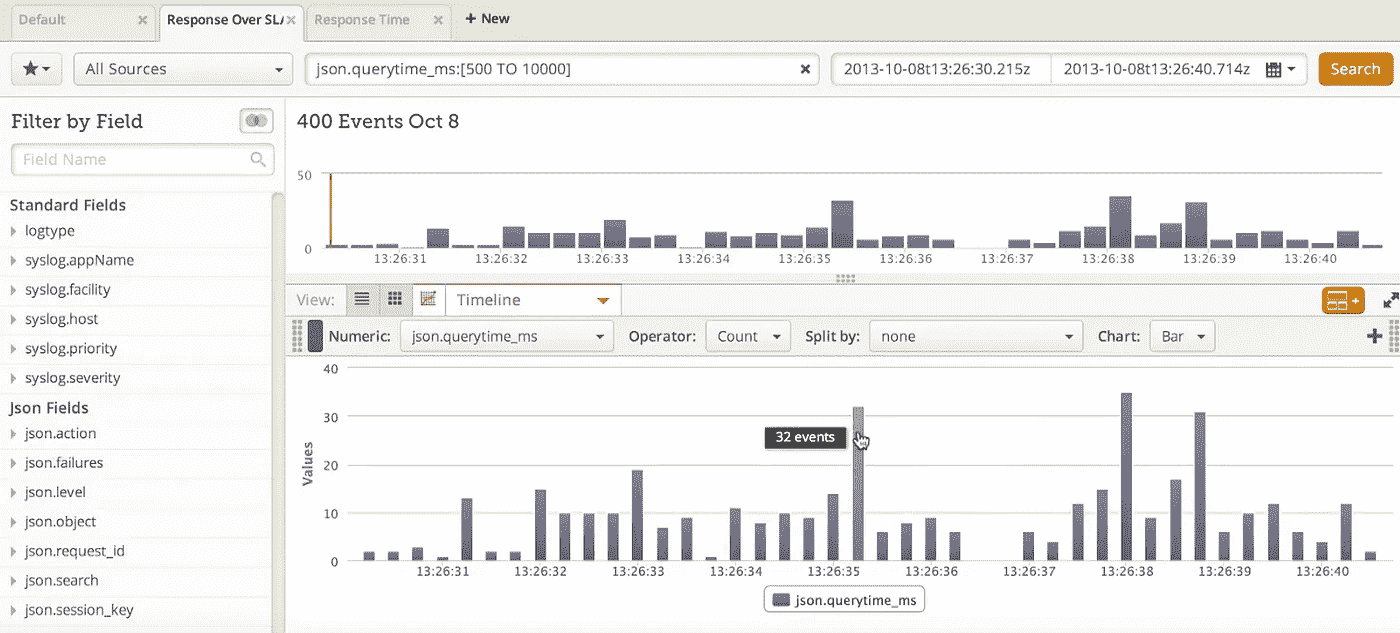 Default × Response Over SLA × Response Time × + New
All Sources json.querytime_ms:[500 TO 10000] × 2013-10-08t13:26:30.215z 2013-10-08t13:26:40.714z Search
Filter by Field
Field Name
Standard Fields
logtype
syslog.appName
syslog.facility
syslog.host
syslog.priority
syslog.severity
Json Fields
json.action
json.failures
json.level
json.object
json.request_id
json.search
json.session_key
400 Events Oct 8
50
0
13:26:31 13:26:32 13:26:33 13:26:34 13:26:35 13:26:36 13:26:37 13:26:38 13:26:39 13:26:40
View: Timeline
Numeric: json.querytime_ms Operator: Count Split by: none Chart: Bar
Values
40
30
20
10
0
32 events
13:26:31 13:26:32 13:26:33 13:26:34 13:26:35 13:26:36 13:26:37 13:26:38 13:26:39 13:26:40
json.querytime_ms